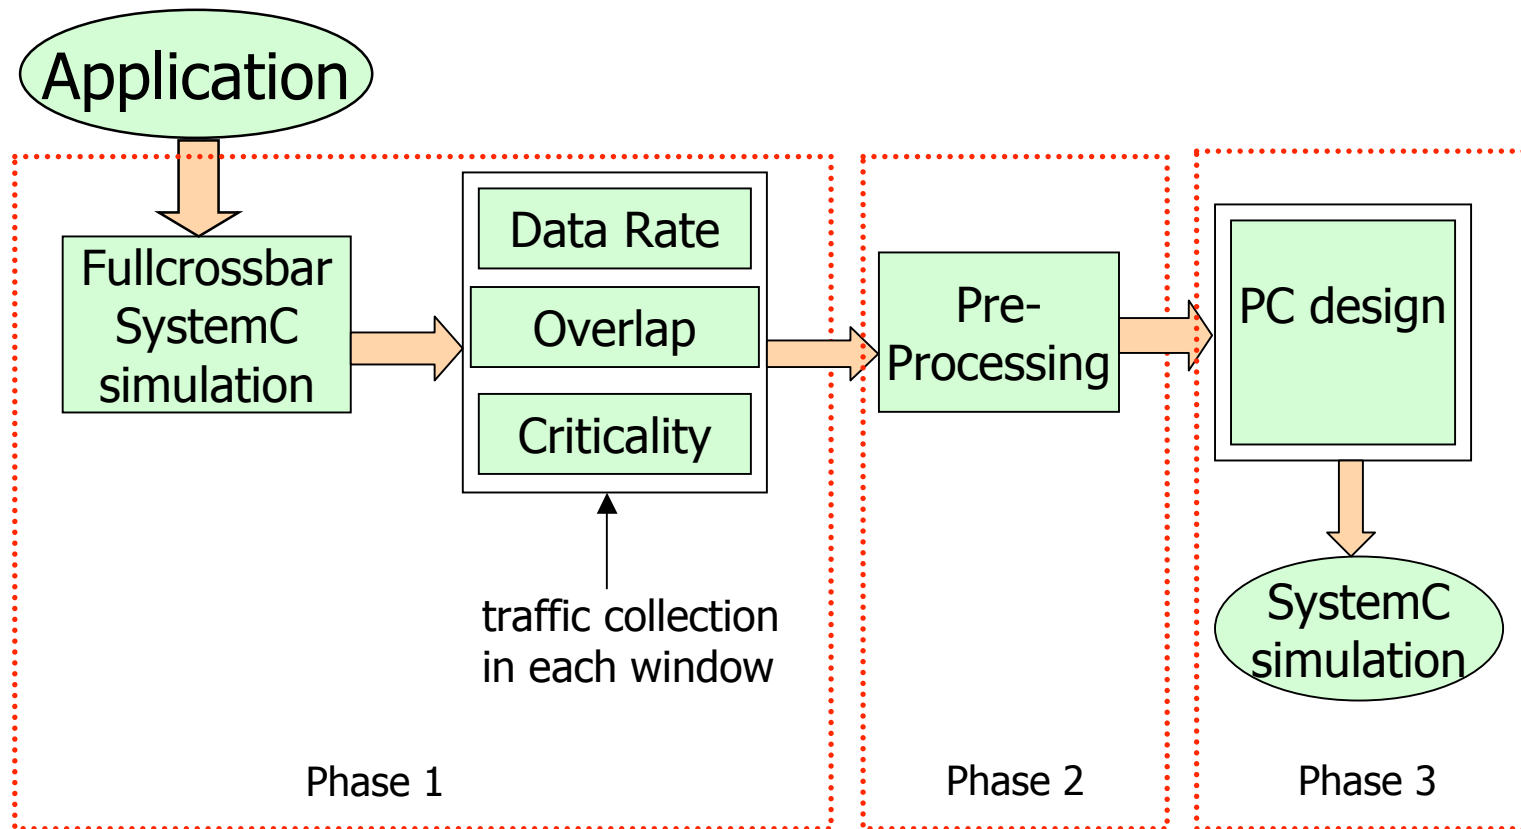 Application
Fullcrossbar
SystemC
simulation
Data Rate
Overlap
Criticality
traffic collection
in each window
Phase 1
Pre-
Processing
Phase 2
PC design
SystemC
simulation
Phase 3